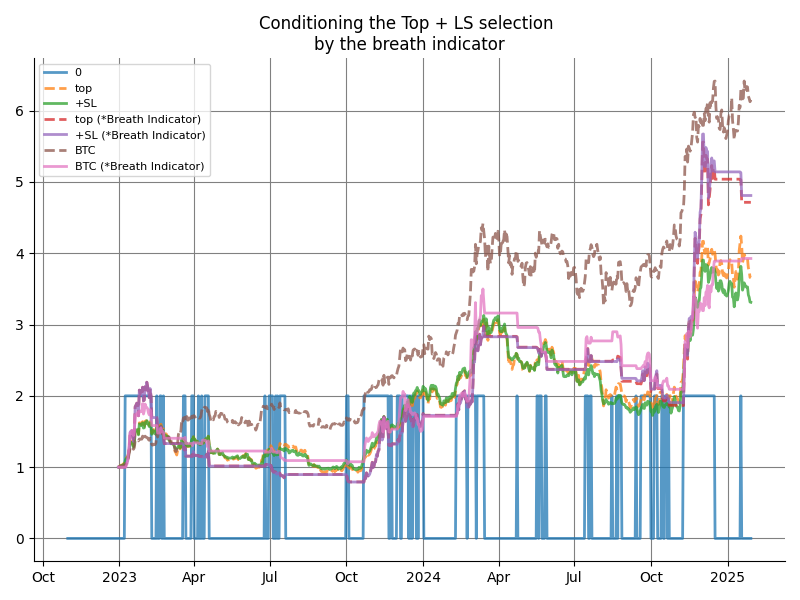 Conditioning the Top + LS selection
by the breath indicator
0
top
+SL
top (*Breath Indicator)
+SL (*Breath Indicator)
BTC
BTC (*Breath Indicator)
6
5
4
3
2
1
0
Oct
2023
Apr
Jul
Oct
2024
Apr
Jul
Oct
2025